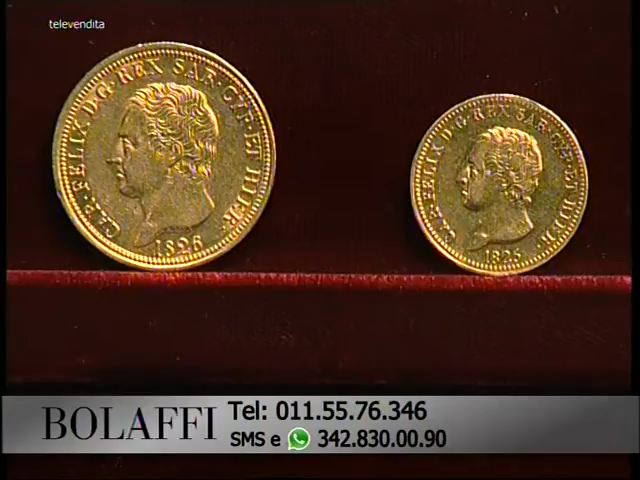 televendita
CAR·FELIX D·G·REX SAR·CYP·ET HIER·
1826
CAR·FELIX D·G·REX SAR·CYP·ET HIER·
1826
BOLAFFI
Tel: 011.55.76.346
SMS e 342.830.00.90